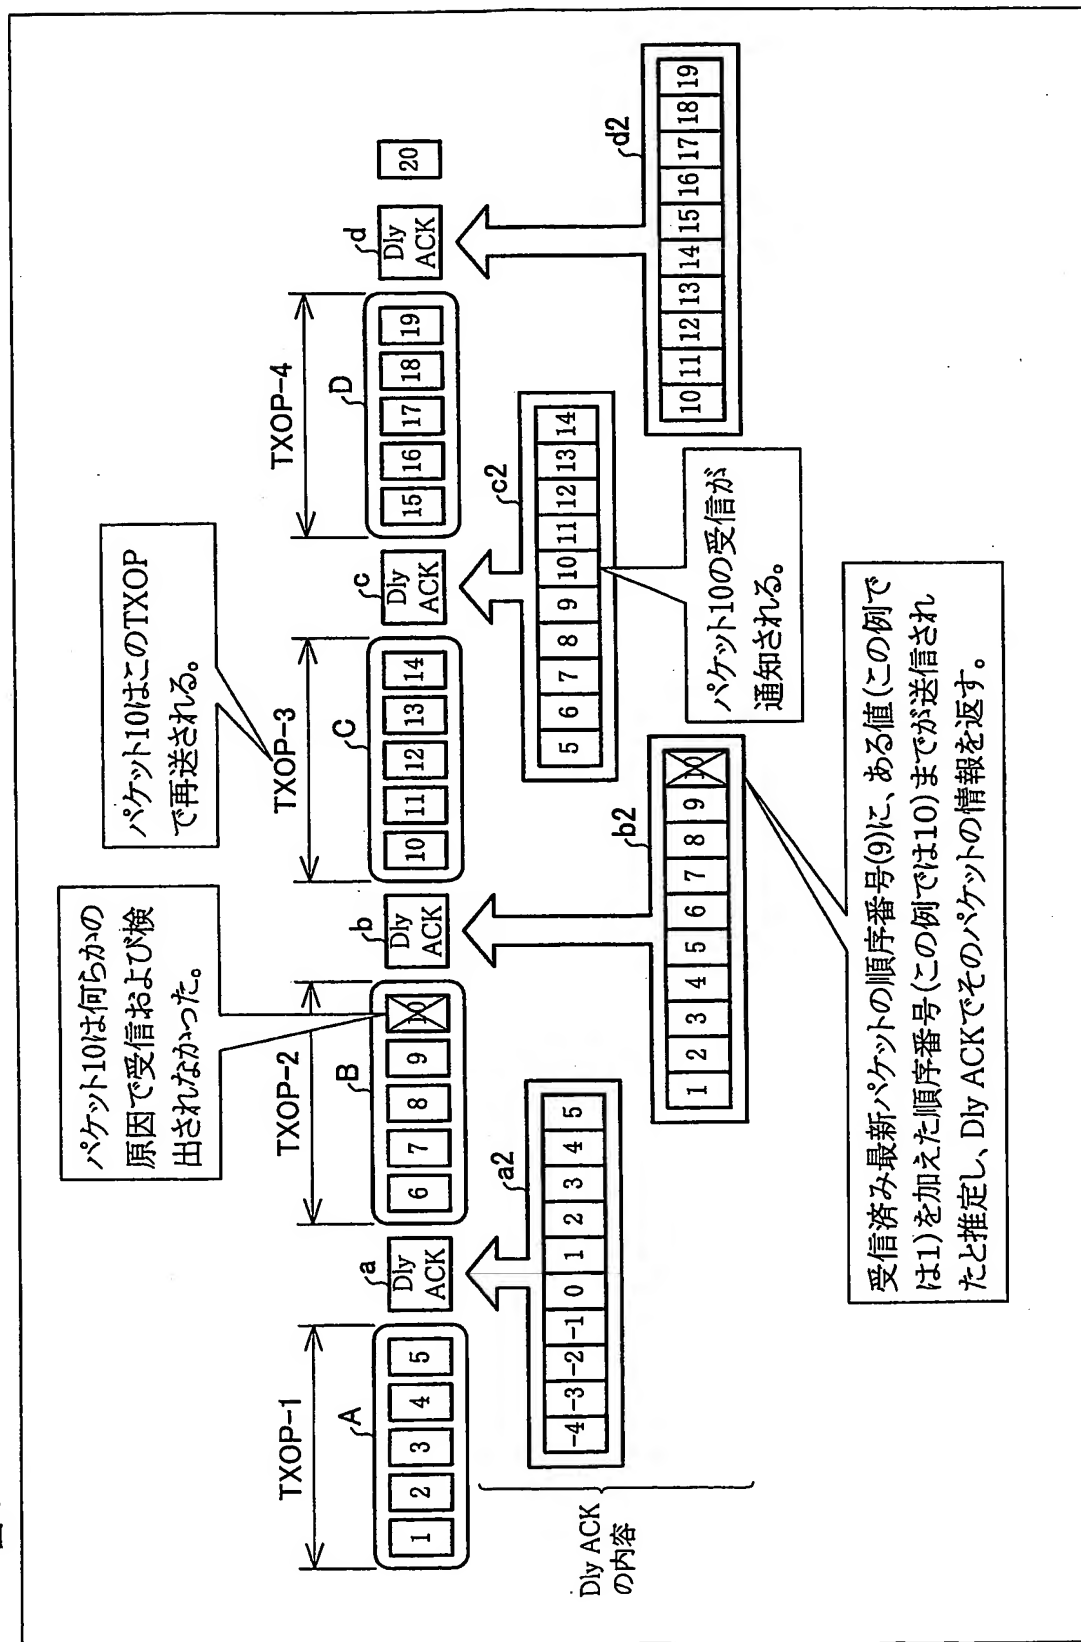 パケット10は何らかの
原因で受信および検
出されなかった。
パケット10はこのTXOP
で再送される。
TXOP-1
TXOP-2
TXOP-3
TXOP-4
A
a
B
b
C
c
D
d
1 2 3 4 5
Dly
ACK
6 7 8 9 10
Dly
ACK
10 11 12 13 14
Dly
ACK
15 16 17 18 19
Dly
ACK
20
Dly ACK
の内容
a2
-4 -3 -2 -1 0 1 2 3 4 5
b2
1 2 3 4 5 6 7 8 9 10
c2
5 6 7 8 9 10 11 12 13 14
d2
10 11 12 13 14 15 16 17 18 19
パケット10の受信が
通知される。
受信済み最新パケットの順序番号(9)に、ある値(この例で
は1)を加えた順序番号(この例では10)までが送信され
たと推定し、Dly ACKでそのパケットの情報を返す。